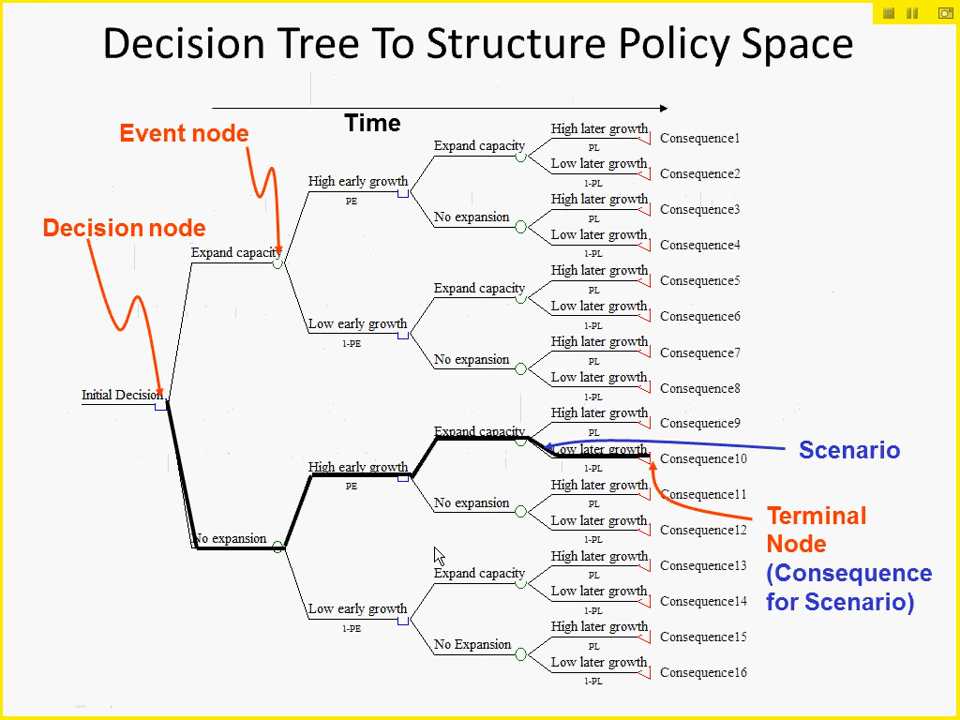 Decision Tree To Structure Policy Space
Time
Event node
Decision node
Initial Decision
Expand capacity
High early growth
PE
Expand capacity
High later growth
PL
Consequence1
Low later growth
1-PL
Consequence2
No expansion
High later growth
PL
Consequence3
Low later growth
1-PL
Consequence4
Low early growth
1-PE
Expand capacity
High later growth
PL
Consequence5
Low later growth
1-PL
Consequence6
No expansion
High later growth
PL
Consequence7
Low later growth
1-PL
Consequence8
No expansion
High early growth
PE
Expand capacity
High later growth
PL
Consequence9
Low later growth
1-PL
Consequence10
No expansion
High later growth
PL
Consequence11
Low later growth
1-PL
Consequence12
Low early growth
1-PE
Expand capacity
High later growth
PL
Consequence13
Low later growth
1-PL
Consequence14
No Expansion
High later growth
PL
Consequence15
Low later growth
1-PL
Consequence16
Scenario
Terminal
Node
(Consequence
for Scenario)